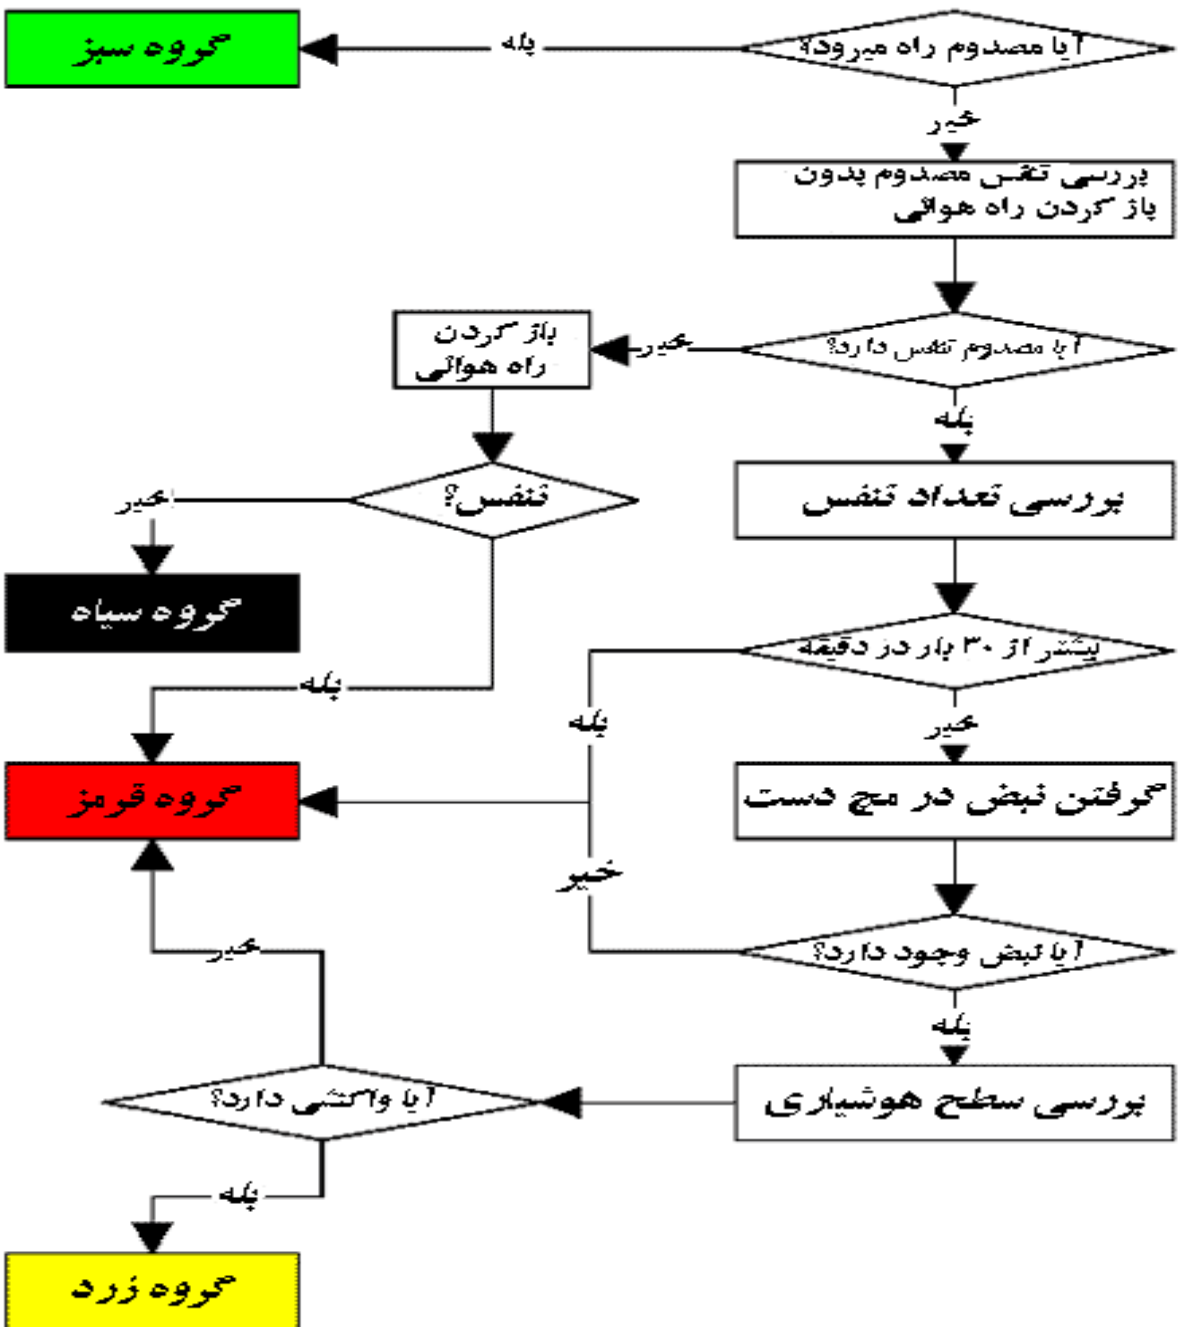 آیا مصدوم راه میرود؟
بله
گروه سبز
خیر
بررسی تنفس مصدوم بدون
باز کردن راه هوائی
آیا مصدوم تنفس دارد؟
خیر
باز کردن
راه هوائی
بله
تنفس؟
خیر
بررسی تعداد تنفس
گروه سیاه
بیشتر از ۳۰ بار در دقیقه
بله
بله
خیر
گرفتن نبض در مچ دست
گروه قرمز
خیر
آیا نبض وجود دارد؟
خیر
بله
بررسی سطح هوشیاری
آیا واکنشی دارد؟
بله
گروه زرد